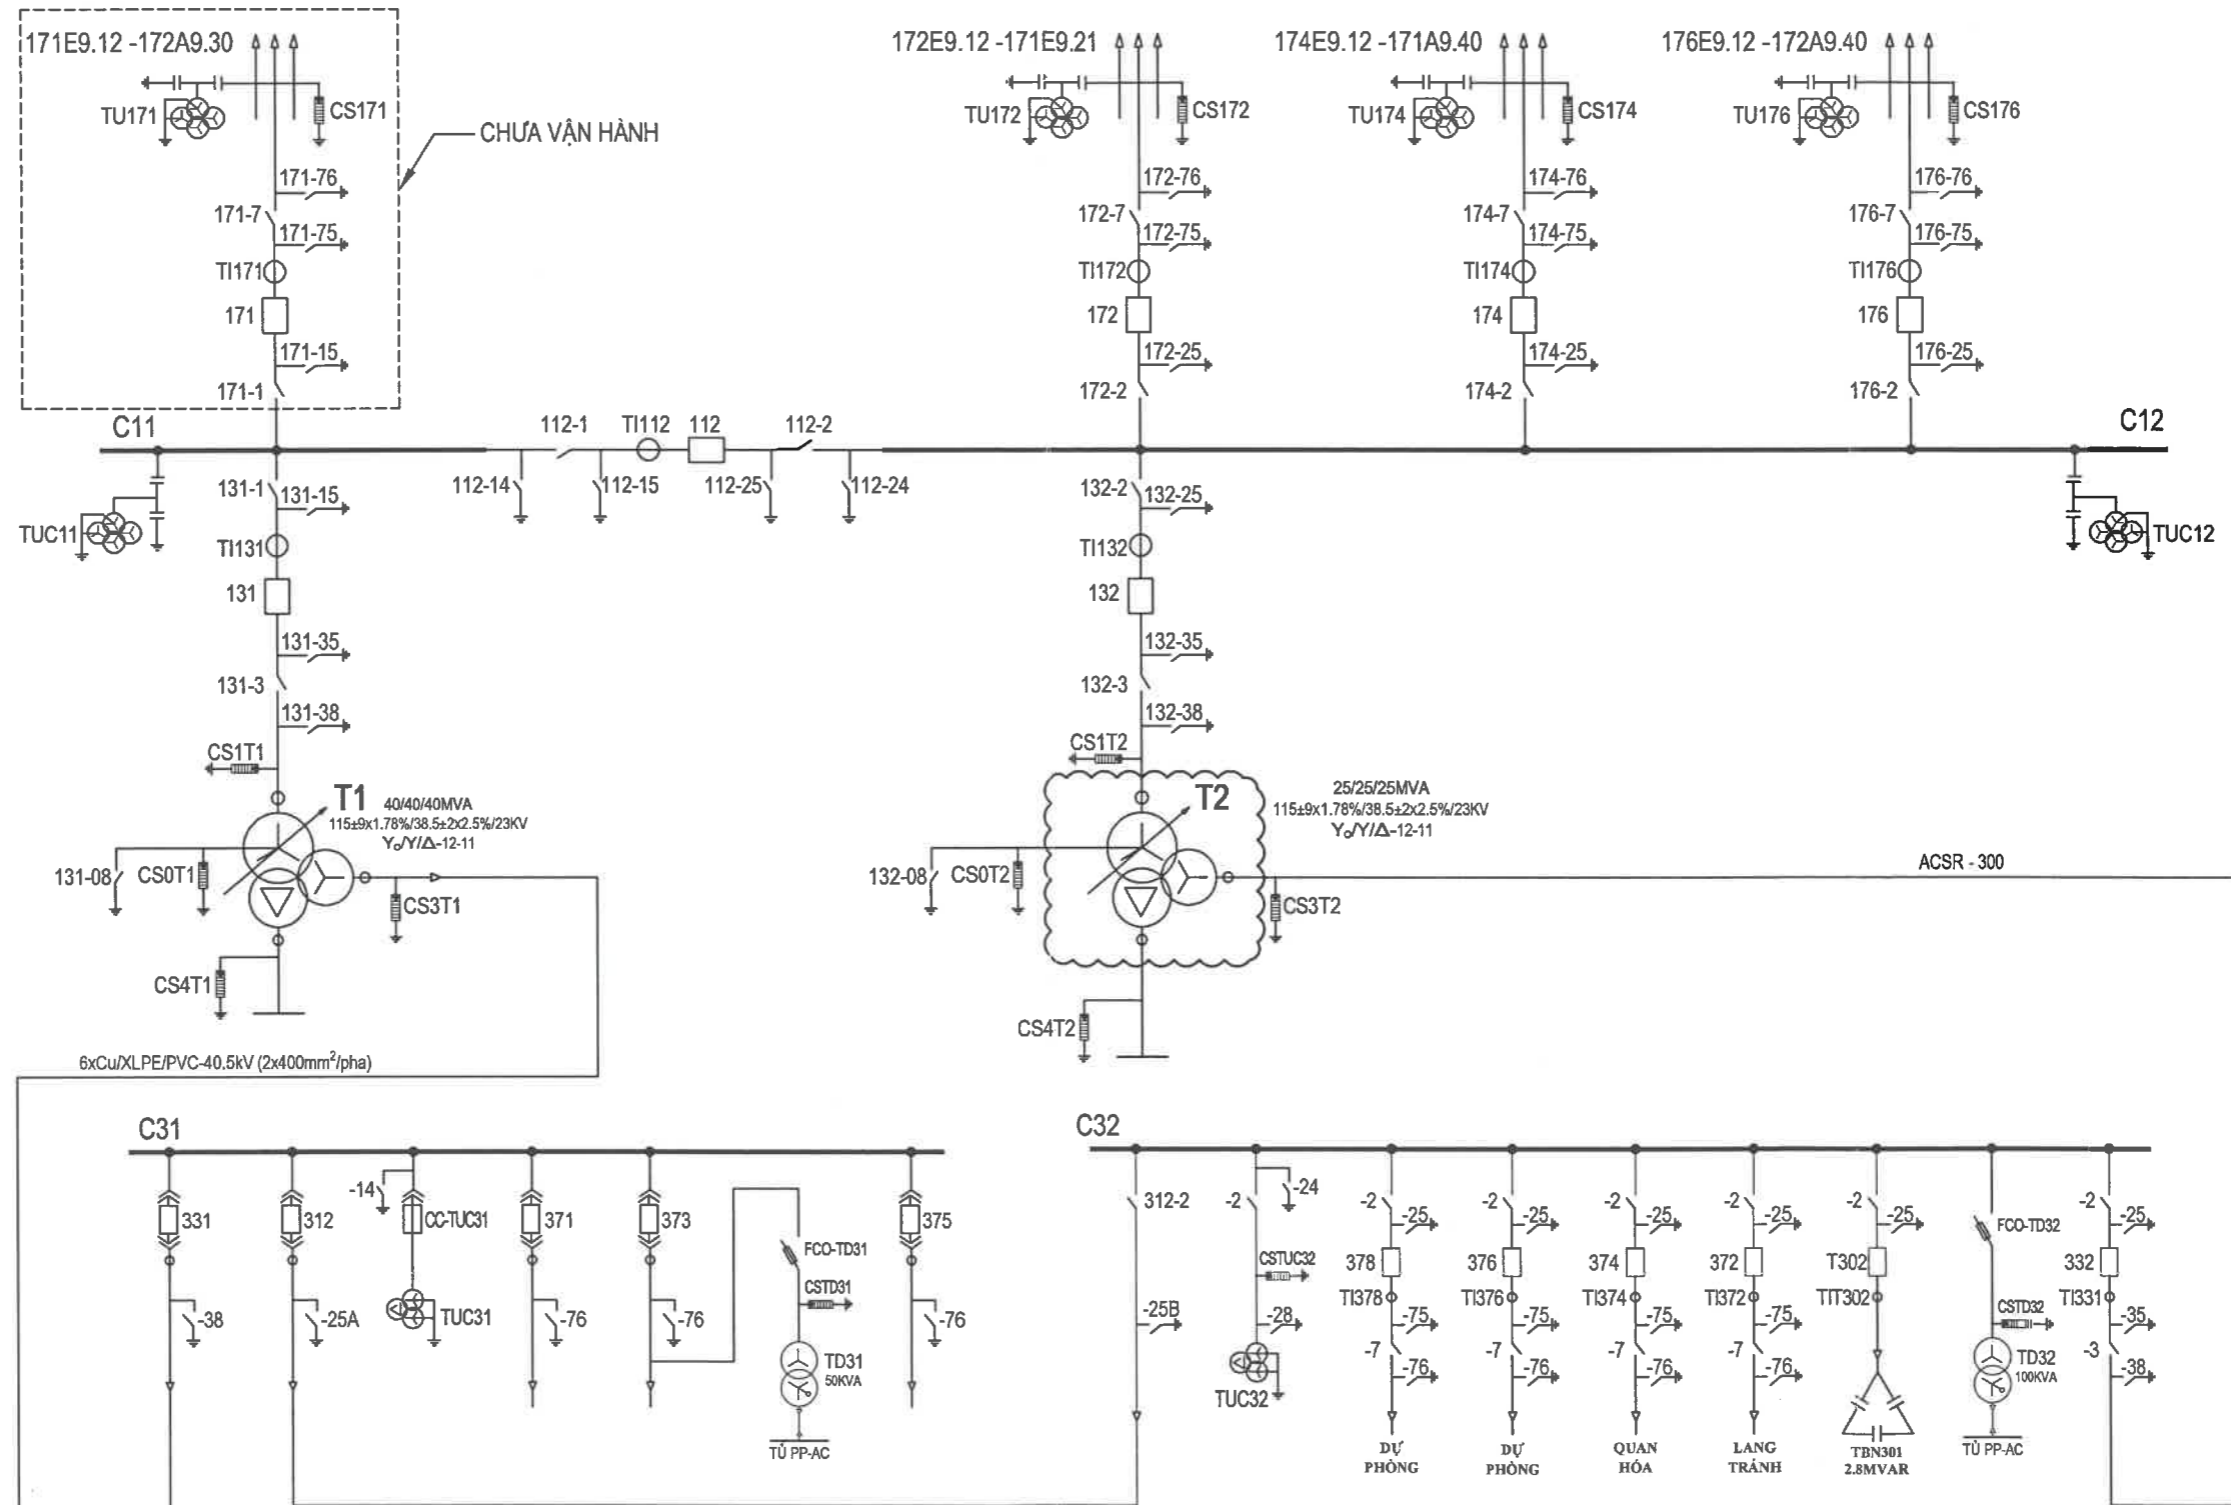 171E9.12 -172A9.30
172E9.12 -171E9.21
174E9.12 -171A9.40
176E9.12 -172A9.40
TU171
CS171
CHƯA VẬN HÀNH
TU172
CS172
TU174
CS174
TU176
CS176
171-76
171-7
171-75
TI171
171
171-15
171-1
172-76
172-7
172-75
TI172
172
172-25
172-2
174-76
174-7
174-75
TI174
174
174-25
174-2
176-76
176-7
176-75
TI176
176
176-25
176-2
C11
112-1
TI112
112
112-2
C12
112-14
112-15
112-25
112-24
TUC11
TUC12
131-1
131-15
TI131
131
131-35
131-3
131-38
CS1T1
132-2
132-25
TI132
132
132-35
132-3
132-38
CS1T2
T1
40/40/40MVA
115±9x1.78%/38.5±2x2.5%/23KV
Y₀/Y/Δ-12-11
131-08
CS0T1
CS3T1
CS4T1
T2
25/25/25MVA
115±9x1.78%/38.5±2x2.5%/23KV
Y₀/Y/Δ-12-11
132-08
CS0T2
CS3T2
CS4T2
ACSR - 300
6xCu/XLPE/PVC-40.5kV (2x400mm²/pha)
C31
331
-38
312
-25A
-14
CC-TUC31
TUC31
371
-76
373
-76
FCO-TD31
CSTD31
TD31
50KVA
TỦ PP-AC
375
-76
C32
312-2
-25B
-2
-24
CSTUC32
-28
TUC32
-2
-25
378
TI378
-75
-7
-76
DỰ
PHÒNG
-2
-25
376
TI376
-75
-7
-76
DỰ
PHÒNG
-2
-25
374
TI374
-75
-7
-76
QUAN
HÓA
-2
-25
372
TI372
-75
-7
-76
LANG
TRÁNH
-2
-25
T302
TIT302
TBN301
2.8MVAR
FCO-TD32
CSTD32
TD32
100KVA
TỦ PP-AC
-2
-25
332
TI331
-35
-3
-38